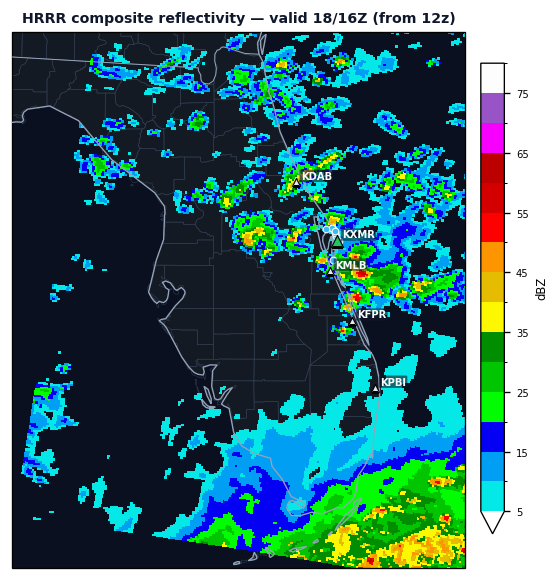 HRRR composite reflectivity — valid 18/16Z (from 12z)
KDAB
KXMR
KMLB
KFPR
KPBI
75
65
55
45
35
25
15
5
dBZ